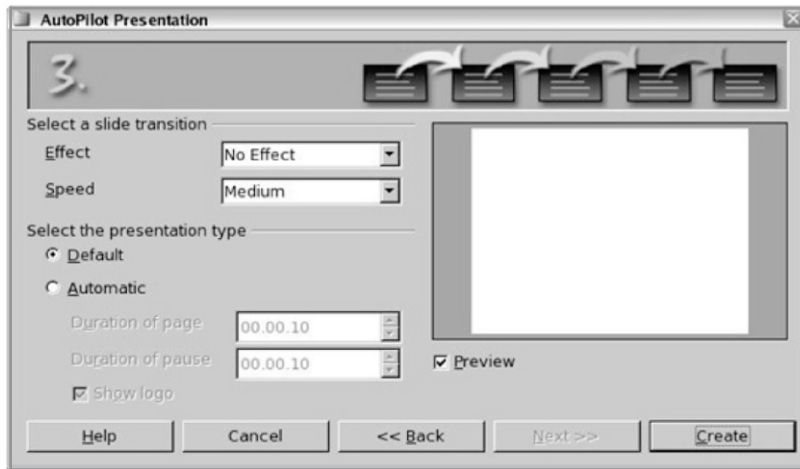 AutoPilot Presentation
3.
Select a slide transition
Effect No Effect
Speed Medium
Select the presentation type
Default
Automatic
Duration of page 00.00.10
Duration of pause 00.00.10
Show logo
Preview
Help Cancel << Back Next >> Create